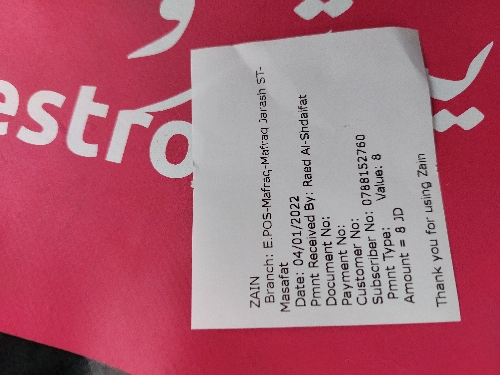 ZAIN
Branch: E.POS-Mafraq-Mafraq Jarash ST-
Masafat
Date: 04/01/2022
Pmnt Received By: Raed Al-Shdaifat
Document No:
Payment No:
Customer No:
Subscriber No: 0788152760
Pmnt Type: Value: 8
Amount = 8 JD
Thank you for using Zain
estro